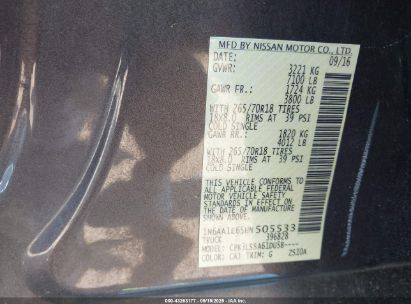 MFD BY NISSAN MOTOR CO., LTD.
DATE: 09/16
GVWR: 3221 KG
7100 LB
GAWR FR.: 1724 KG
3800 LB
WITH 265/70R18 TIRES
18X8.0 RIMS AT 39 PSI
COLD SINGLE
GAWR RR.: 1820 KG
4012 LB
WITH 265/70R18 TIRES
18X8.0 RIMS AT 39 PSI
COLD SINGLE
THIS VEHICLE CONFORMS TO
ALL APPLICABLE FEDERAL
MOTOR VEHICLE SAFETY
STANDARDS IN EFFECT ON THE
DATE OF MANUFACTURE SHOWN
ABOVE.
505533
TRUCK 396828
MODEL:
COLOR: CAJ TRIM: G